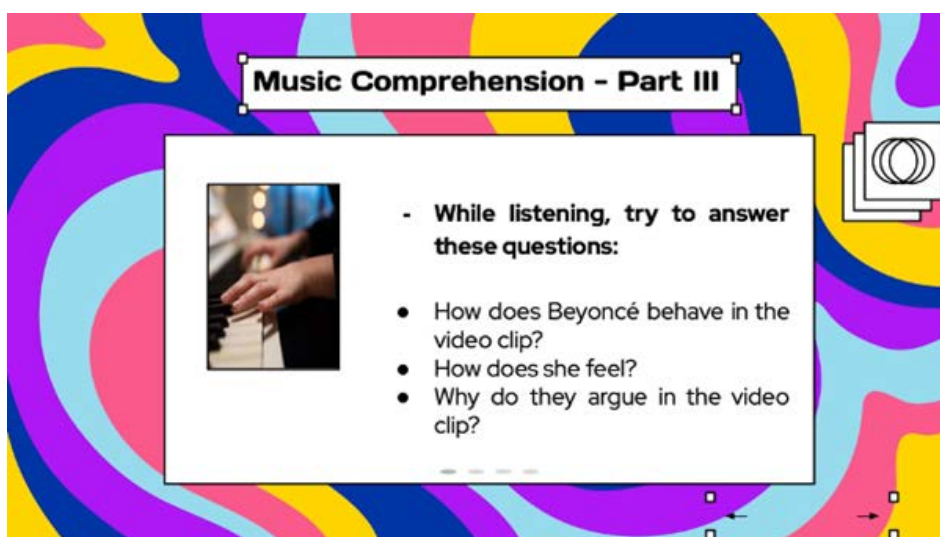 Music Comprehension - Part III
- While listening, try to answer
these questions:
● How does Beyoncé behave in the
video clip?
● How does she feel?
● Why do they argue in the video
clip?